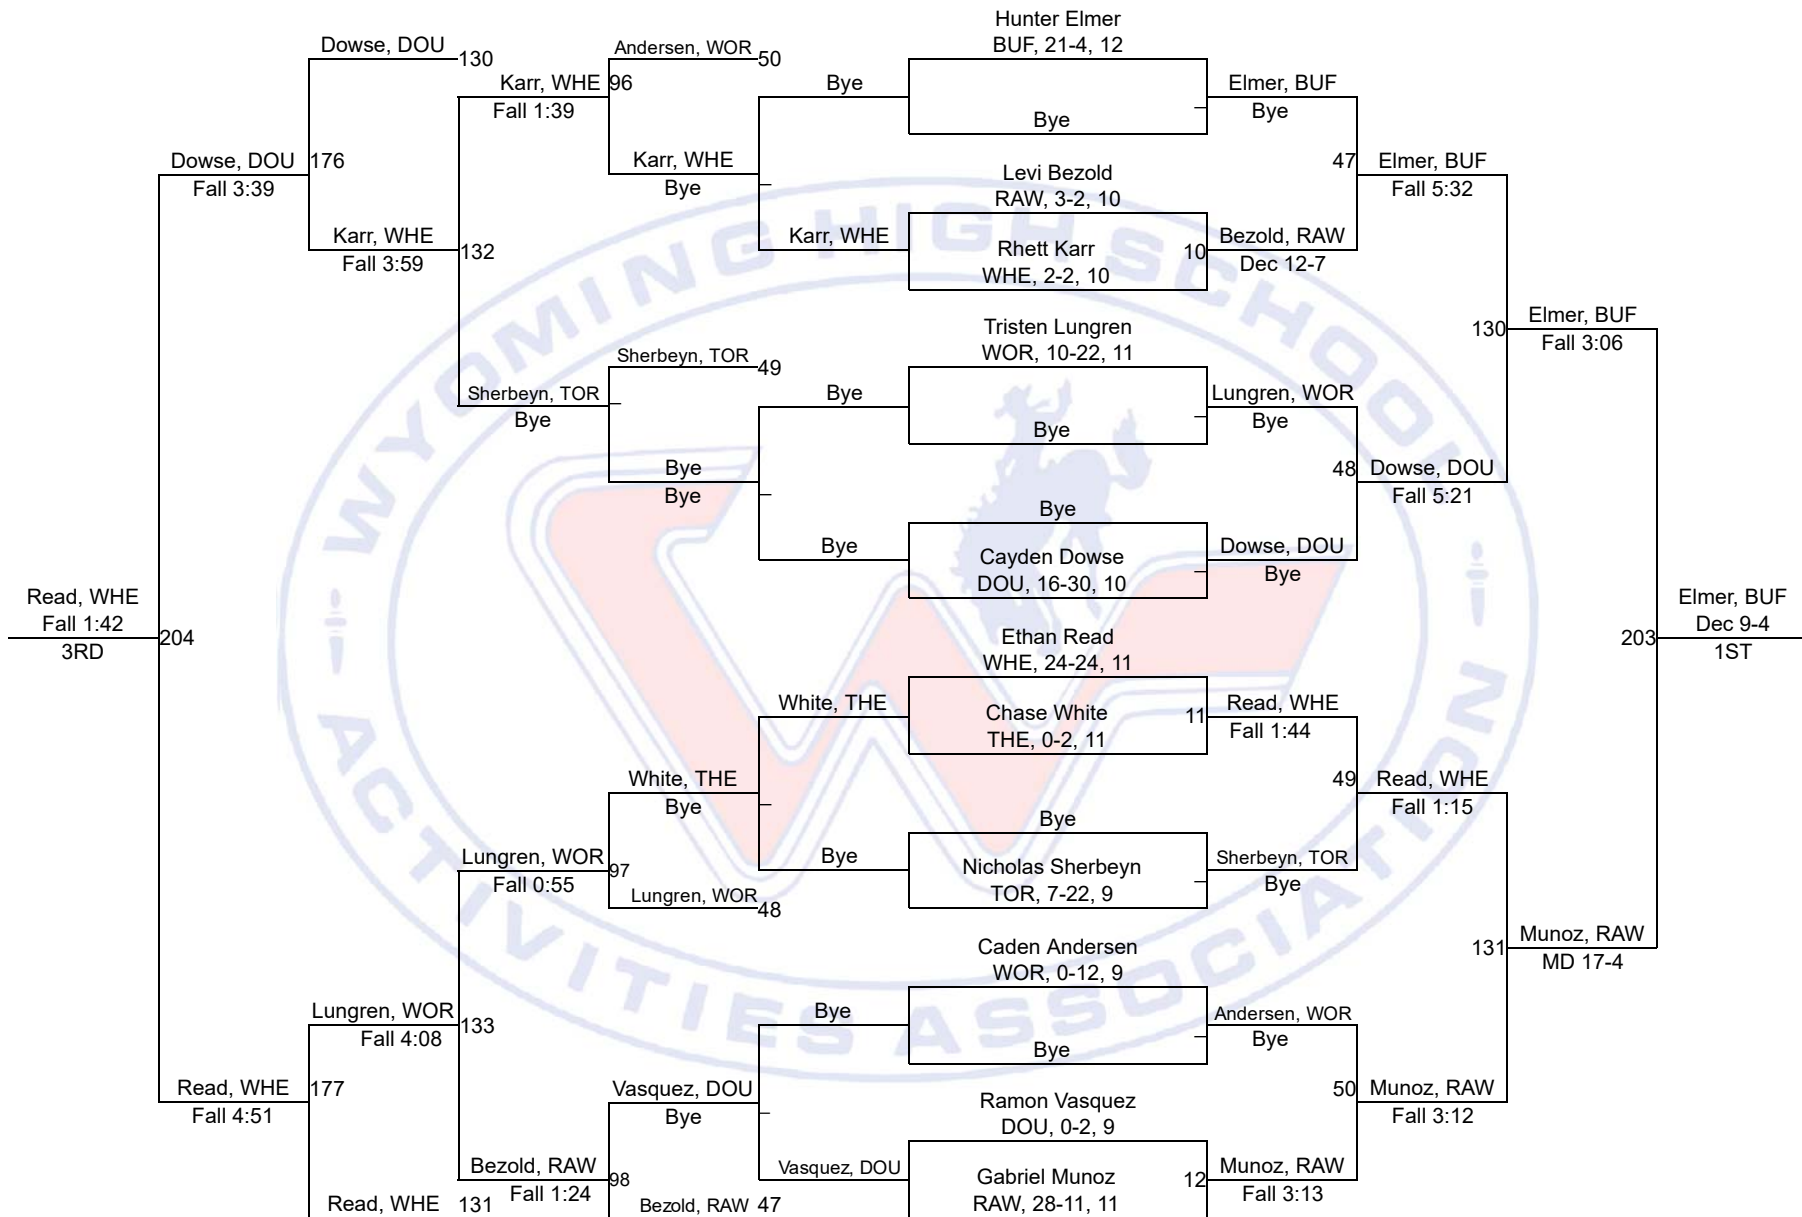 Hunter Elmer
BUF, 21-4, 12
Dowse, DOU
130
Andersen, WOR
50
Karr, WHE
96
Fall 1:39
Bye
Elmer, BUF
Bye
Bye
Dowse, DOU
176
Fall 3:39
Karr, WHE
Bye
47
Elmer, BUF
Fall 5:32
Levi Bezold
RAW, 3-2, 10
Karr, WHE
Fall 3:59
132
Karr, WHE
Rhett Karr
WHE, 2-2, 10
10
Bezold, RAW
Dec 12-7
Tristen Lungren
WOR, 10-22, 11
130
Elmer, BUF
Fall 3:06
Sherbeyn, TOR
49
Sherbeyn, TOR
Bye
Bye
Lungren, WOR
Bye
Bye
Bye
Bye
48
Dowse, DOU
Fall 5:21
Bye
Bye
Cayden Dowse
DOU, 16-30, 10
Dowse, DOU
Bye
Read, WHE
Fall 1:42
3RD
204
203
Elmer, BUF
Dec 9-4
1ST
Ethan Read
WHE, 24-24, 11
White, THE
Chase White
THE, 0-2, 11
11
Read, WHE
Fall 1:44
White, THE
Bye
49
Read, WHE
Fall 1:15
Bye
Lungren, WOR
97
Fall 0:55
Bye
Nicholas Sherbeyn
TOR, 7-22, 9
Sherbeyn, TOR
Bye
Lungren, WOR
48
Caden Andersen
WOR, 0-12, 9
131
Munoz, RAW
MD 17-4
Lungren, WOR
Fall 4:08
133
Bye
Bye
Andersen, WOR
Bye
Read, WHE
177
Fall 4:51
Vasquez, DOU
Bye
50
Munoz, RAW
Fall 3:12
Ramon Vasquez
DOU, 0-2, 9
Bezold, RAW
98
Fall 1:24
Vasquez, DOU
Gabriel Munoz
RAW, 28-11, 11
12
Munoz, RAW
Fall 3:13
Read, WHE
131
Bezold, RAW
47
WYOMING HIGH SCHOOL
ACTIVITIES ASSOCIATION